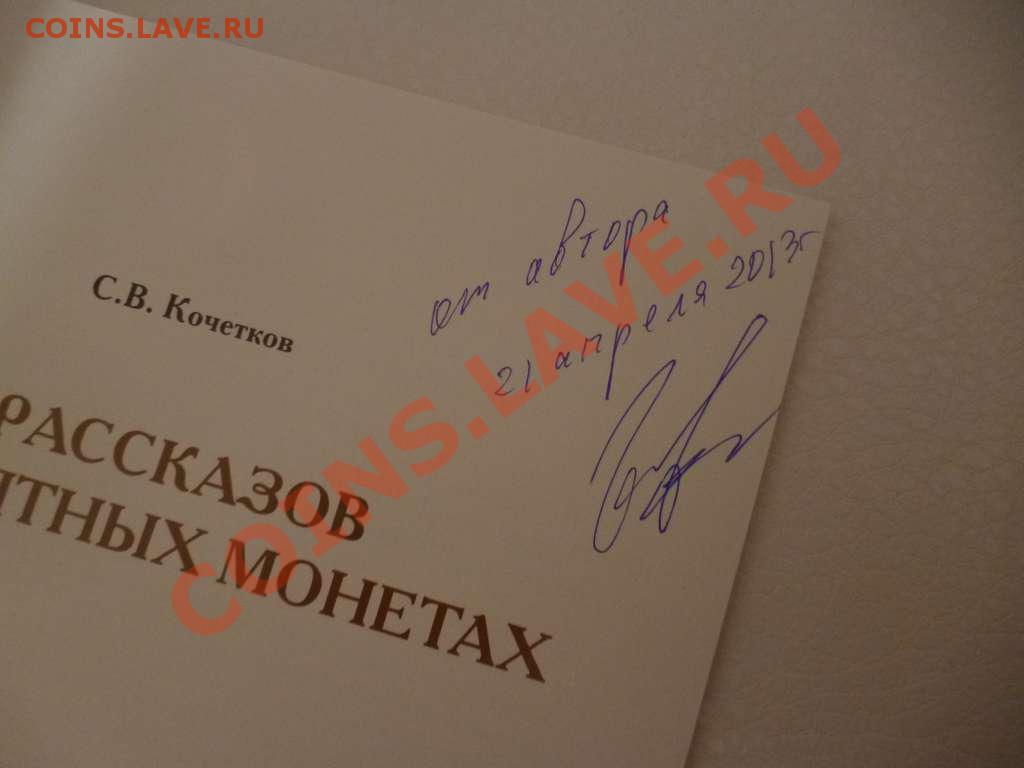 COINS.LAVE.RU
от автора
21 апреля 2013г
С.В. Кочетков
РАССКАЗОВ
МОНЕТАХ
COINS.LAVE.RU